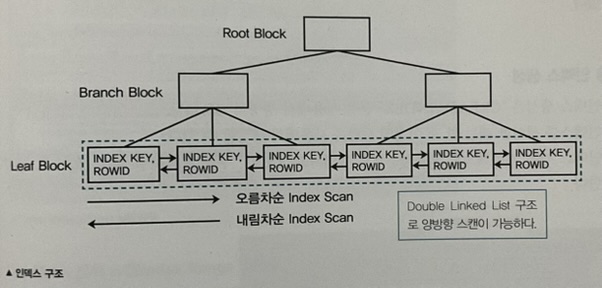 Root Block
Branch Block
Leaf Block
INDEX KEY,
ROWID
INDEX KEY,
ROWID
INDEX KEY,
ROWID
INDEX KEY,
ROWID
INDEX KEY,
ROWID
INDEX KEY,
ROWID
오름차순 Index Scan
내림차순 Index Scan
Double Linked List 구조
로 양방향 스캔이 가능하다.
▲ 인덱스 구조